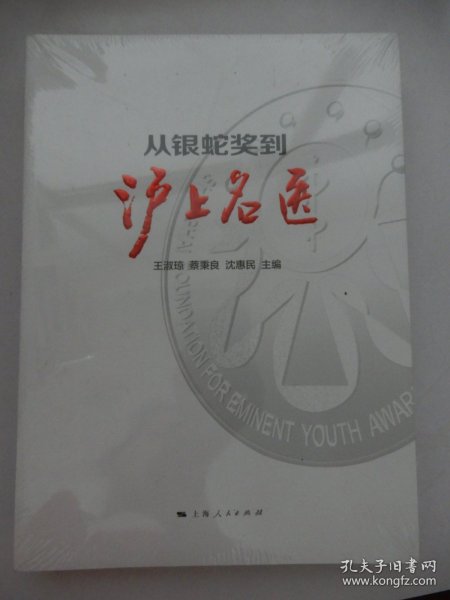 从银蛇奖到
沪上名医
王淑琼 蔡秉良 沈惠民 主编
FOUNDATION FOR EMINENT YOUTH AWAR
上海人民出版社
孔夫子旧书网
www.kongfz.com